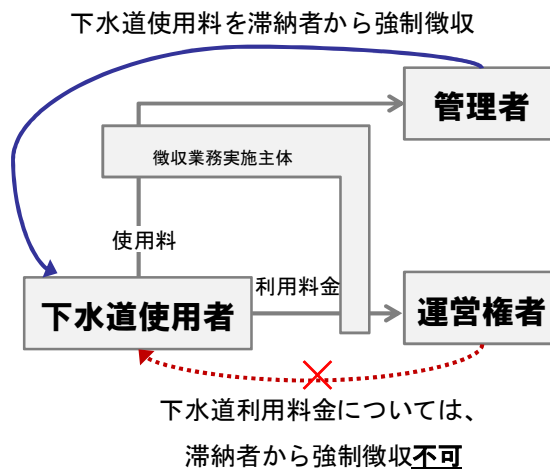 下水道使用料を滞納者から強制徴収
管理者
徴収業務実施主体
使用料
利用料金
下水道使用者
運営権者
下水道利用料金については、
滞納者から強制徴収不可